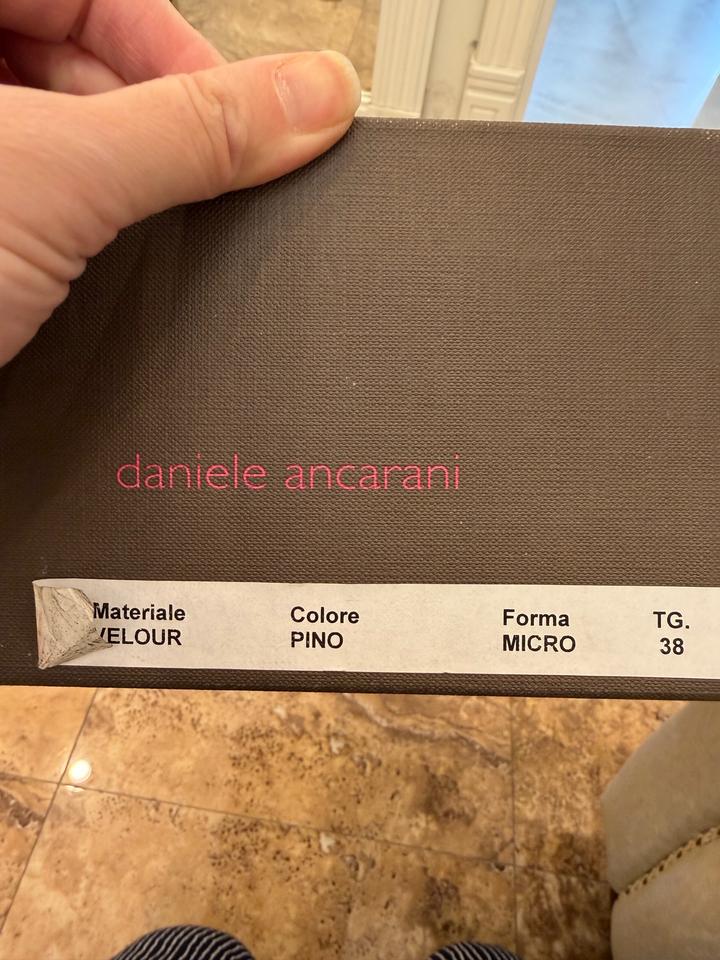 daniele ancarani
Materiale Colore Forma TG.
VELOUR PINO MICRO 38